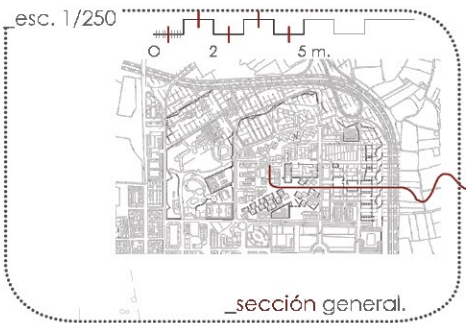 _esc. 1/250
0 2 5 m.
_sección general.